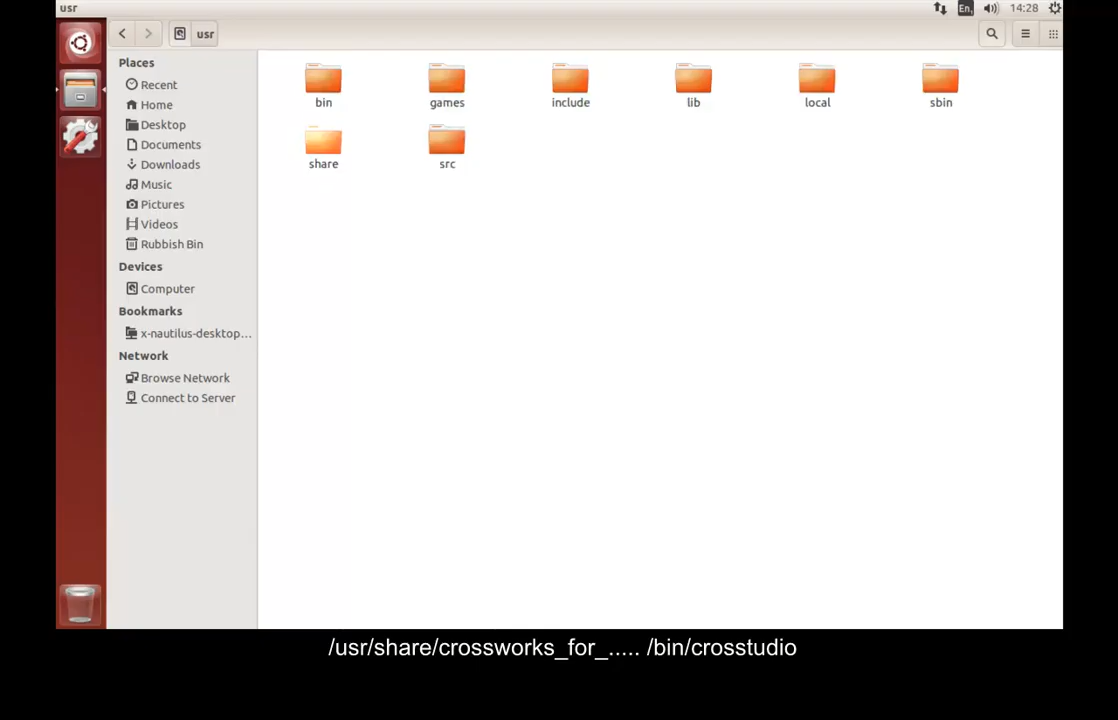 usr
En
14:28
usr
Places
Recent
Home
Desktop
Documents
Downloads
Music
Pictures
Videos
Rubbish Bin
Devices
Computer
Bookmarks
x-nautilus-desktop...
Network
Browse Network
Connect to Server
bin games include lib local sbin
share src
/usr/share/crossworks_for_..... /bin/crosstudio